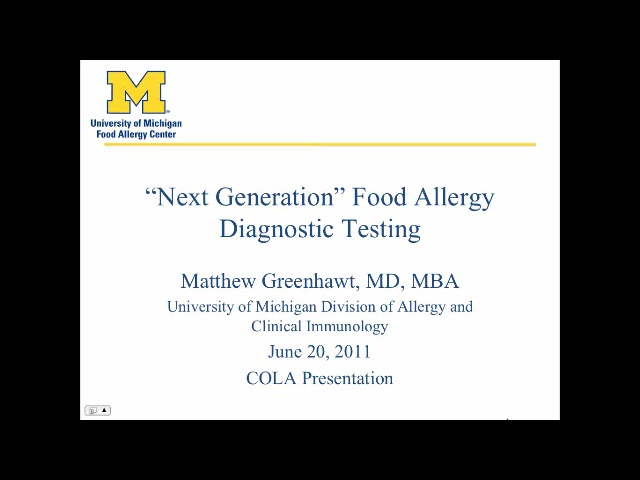 M
University of Michigan
Food Allergy Center
“Next Generation” Food Allergy
Diagnostic Testing
Matthew Greenhawt, MD, MBA
University of Michigan Division of Allergy and
Clinical Immunology
June 20, 2011
COLA Presentation